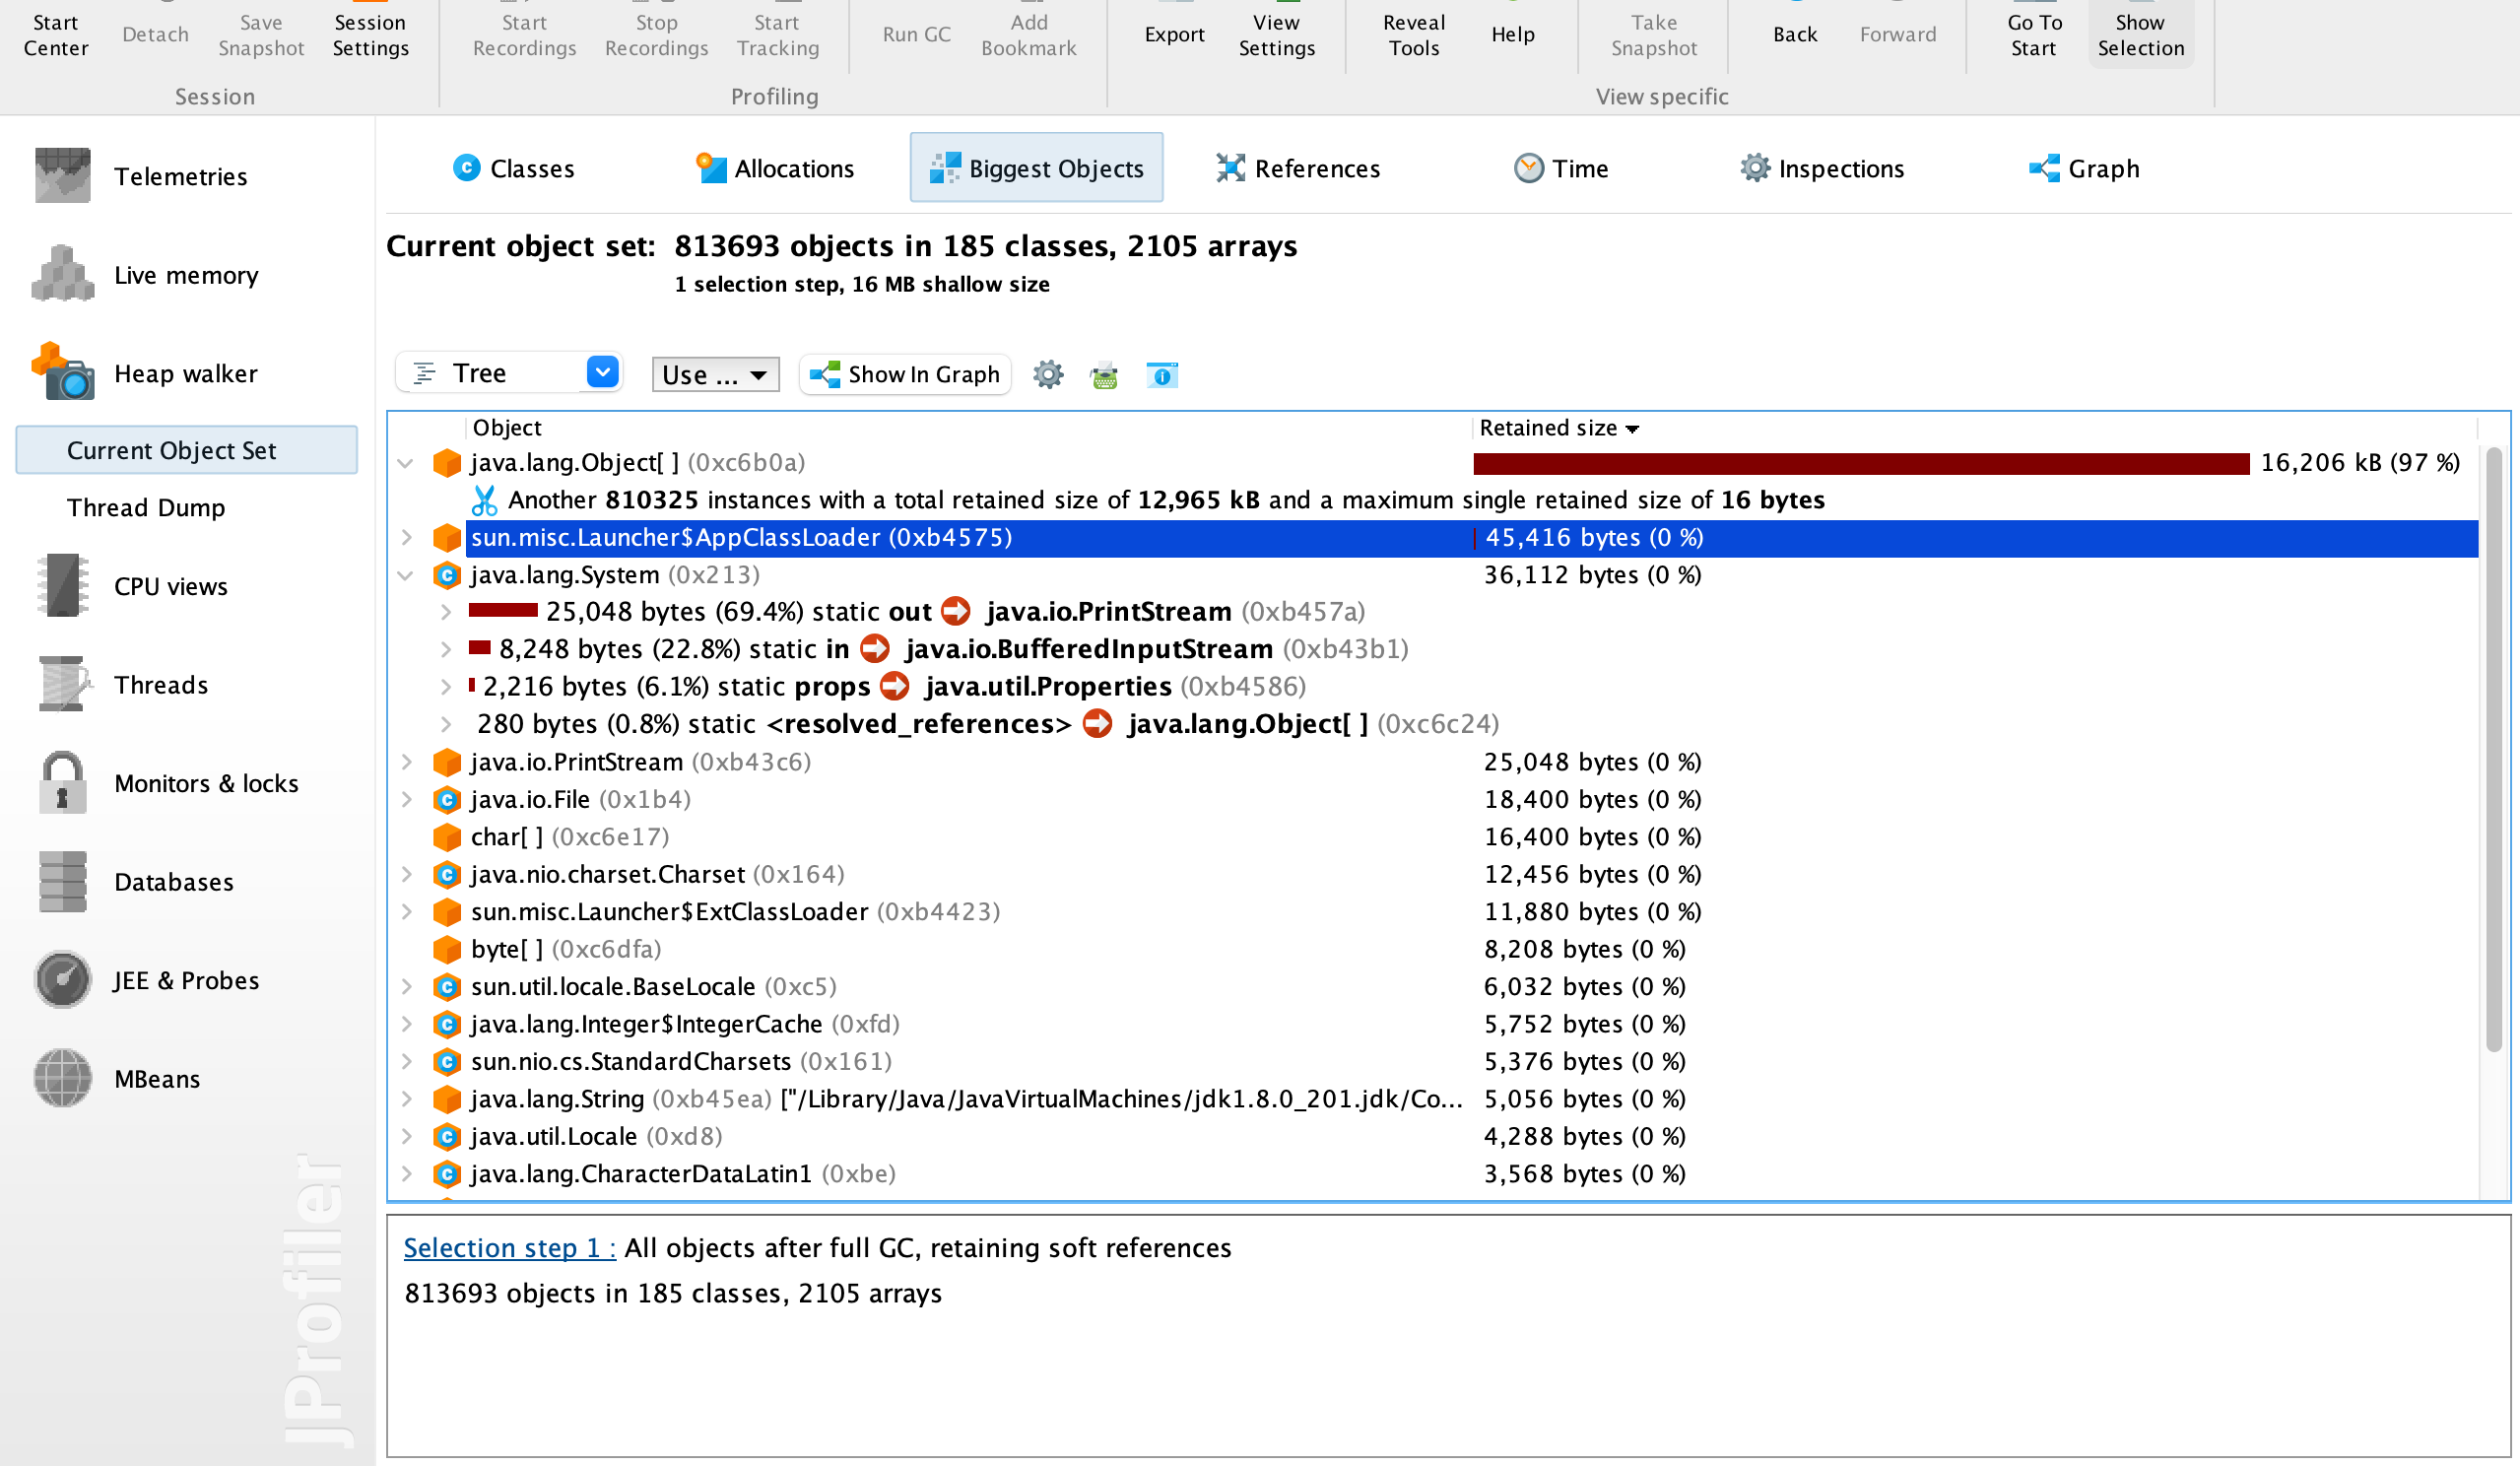 Start Center
Detach
Save Snapshot
Session Settings
Start Recordings
Stop Recordings
Start Tracking
Run GC
Add Bookmark
Export
View Settings
Reveal Tools
Help
Take Snapshot
Back
Forward
Go To Start
Show Selection
Session
Profiling
View specific
Telemetries
Live memory
Heap walker
Current Object Set
Thread Dump
CPU views
Threads
Monitors & locks
Databases
JEE & Probes
MBeans
JProfiler
Classes
Allocations
Biggest Objects
References
Time
Inspections
Graph
Current object set: 813693 objects in 185 classes, 2105 arrays
1 selection step, 16 MB shallow size
Tree
Use ...
Show In Graph
Object Retained size
java.lang.Object[ ] (0xc6b0a) 16,206 kB (97 %)
Another 810325 instances with a total retained size of 12,965 kB and a maximum single retained size of 16 bytes
sun.misc.Launcher$AppClassLoader (0xb4575) 45,416 bytes (0 %)
java.lang.System (0x213) 36,112 bytes (0 %)
25,048 bytes (69.4%) static out java.io.PrintStream (0xb457a)
8,248 bytes (22.8%) static in java.io.BufferedInputStream (0xb43b1)
2,216 bytes (6.1%) static props java.util.Properties (0xb4586)
280 bytes (0.8%) static <resolved_references> java.lang.Object[ ] (0xc6c24)
java.io.PrintStream (0xb43c6) 25,048 bytes (0 %)
java.io.File (0x1b4) 18,400 bytes (0 %)
char[ ] (0xc6e17) 16,400 bytes (0 %)
java.nio.charset.Charset (0x164) 12,456 bytes (0 %)
sun.misc.Launcher$ExtClassLoader (0xb4423) 11,880 bytes (0 %)
byte[ ] (0xc6dfa) 8,208 bytes (0 %)
sun.util.locale.BaseLocale (0xc5) 6,032 bytes (0 %)
java.lang.Integer$IntegerCache (0xfd) 5,752 bytes (0 %)
sun.nio.cs.StandardCharsets (0x161) 5,376 bytes (0 %)
java.lang.String (0xb45ea) ["/Library/Java/JavaVirtualMachines/jdk1.8.0_201.jdk/Co... 5,056 bytes (0 %)
java.util.Locale (0xd8) 4,288 bytes (0 %)
java.lang.CharacterDataLatin1 (0xbe) 3,568 bytes (0 %)
Selection step 1 : All objects after full GC, retaining soft references
813693 objects in 185 classes, 2105 arrays